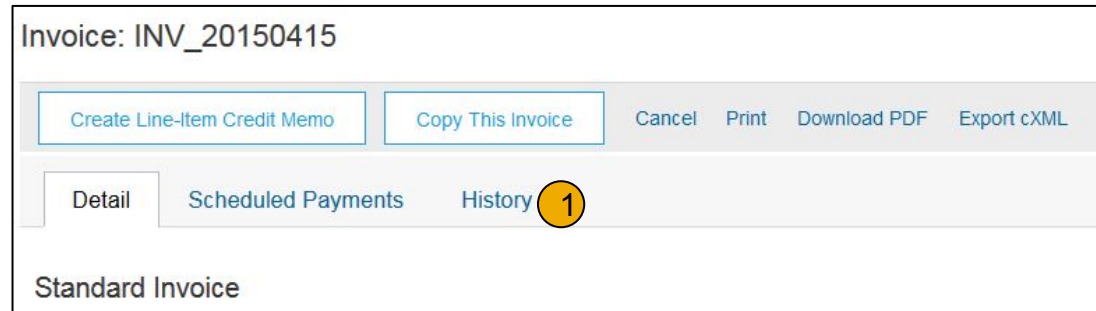 Invoice: INV_20150415
Create Line-Item Credit Memo Copy This Invoice Cancel Print Download PDF Export cXML
Detail Scheduled Payments History 1
Standard Invoice